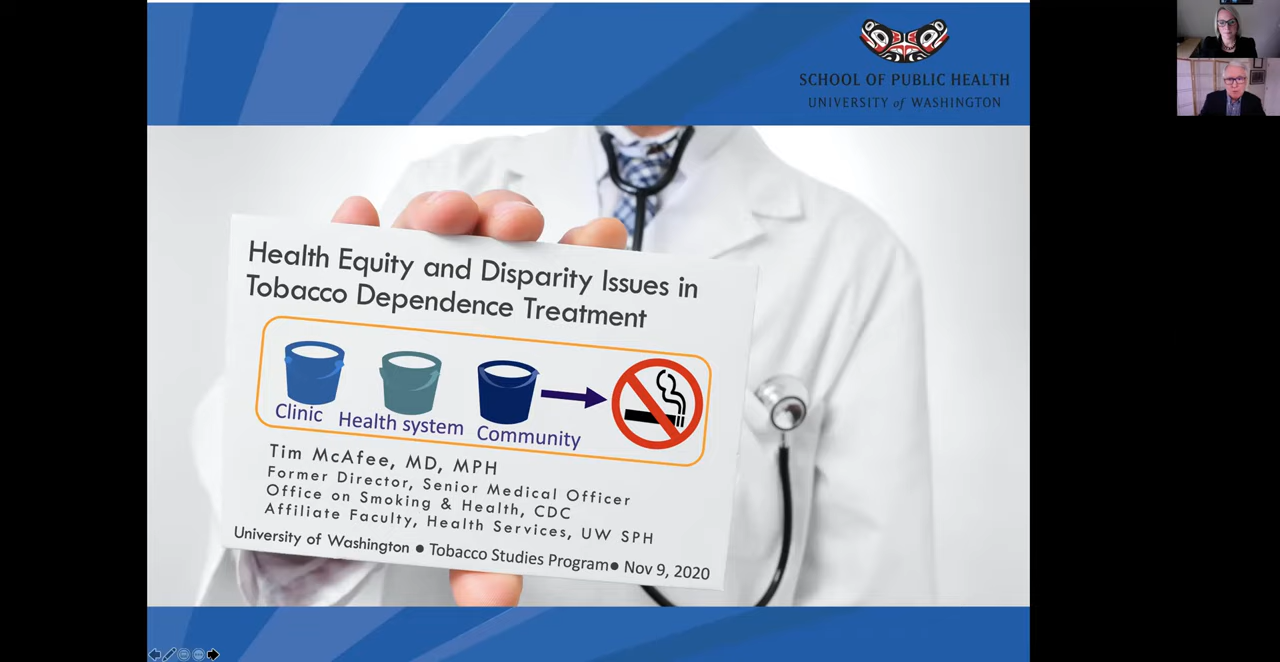 SCHOOL OF PUBLIC HEALTH
UNIVERSITY of WASHINGTON
Health Equity and Disparity Issues in
Tobacco Dependence Treatment
Clinic Health system Community
Tim McAfee, MD, MPH
Former Director, Senior Medical Officer
Office on Smoking & Health, CDC
Affiliate Faculty, Health Services, UW SPH
University of Washington ● Tobacco Studies Program● Nov 9, 2020